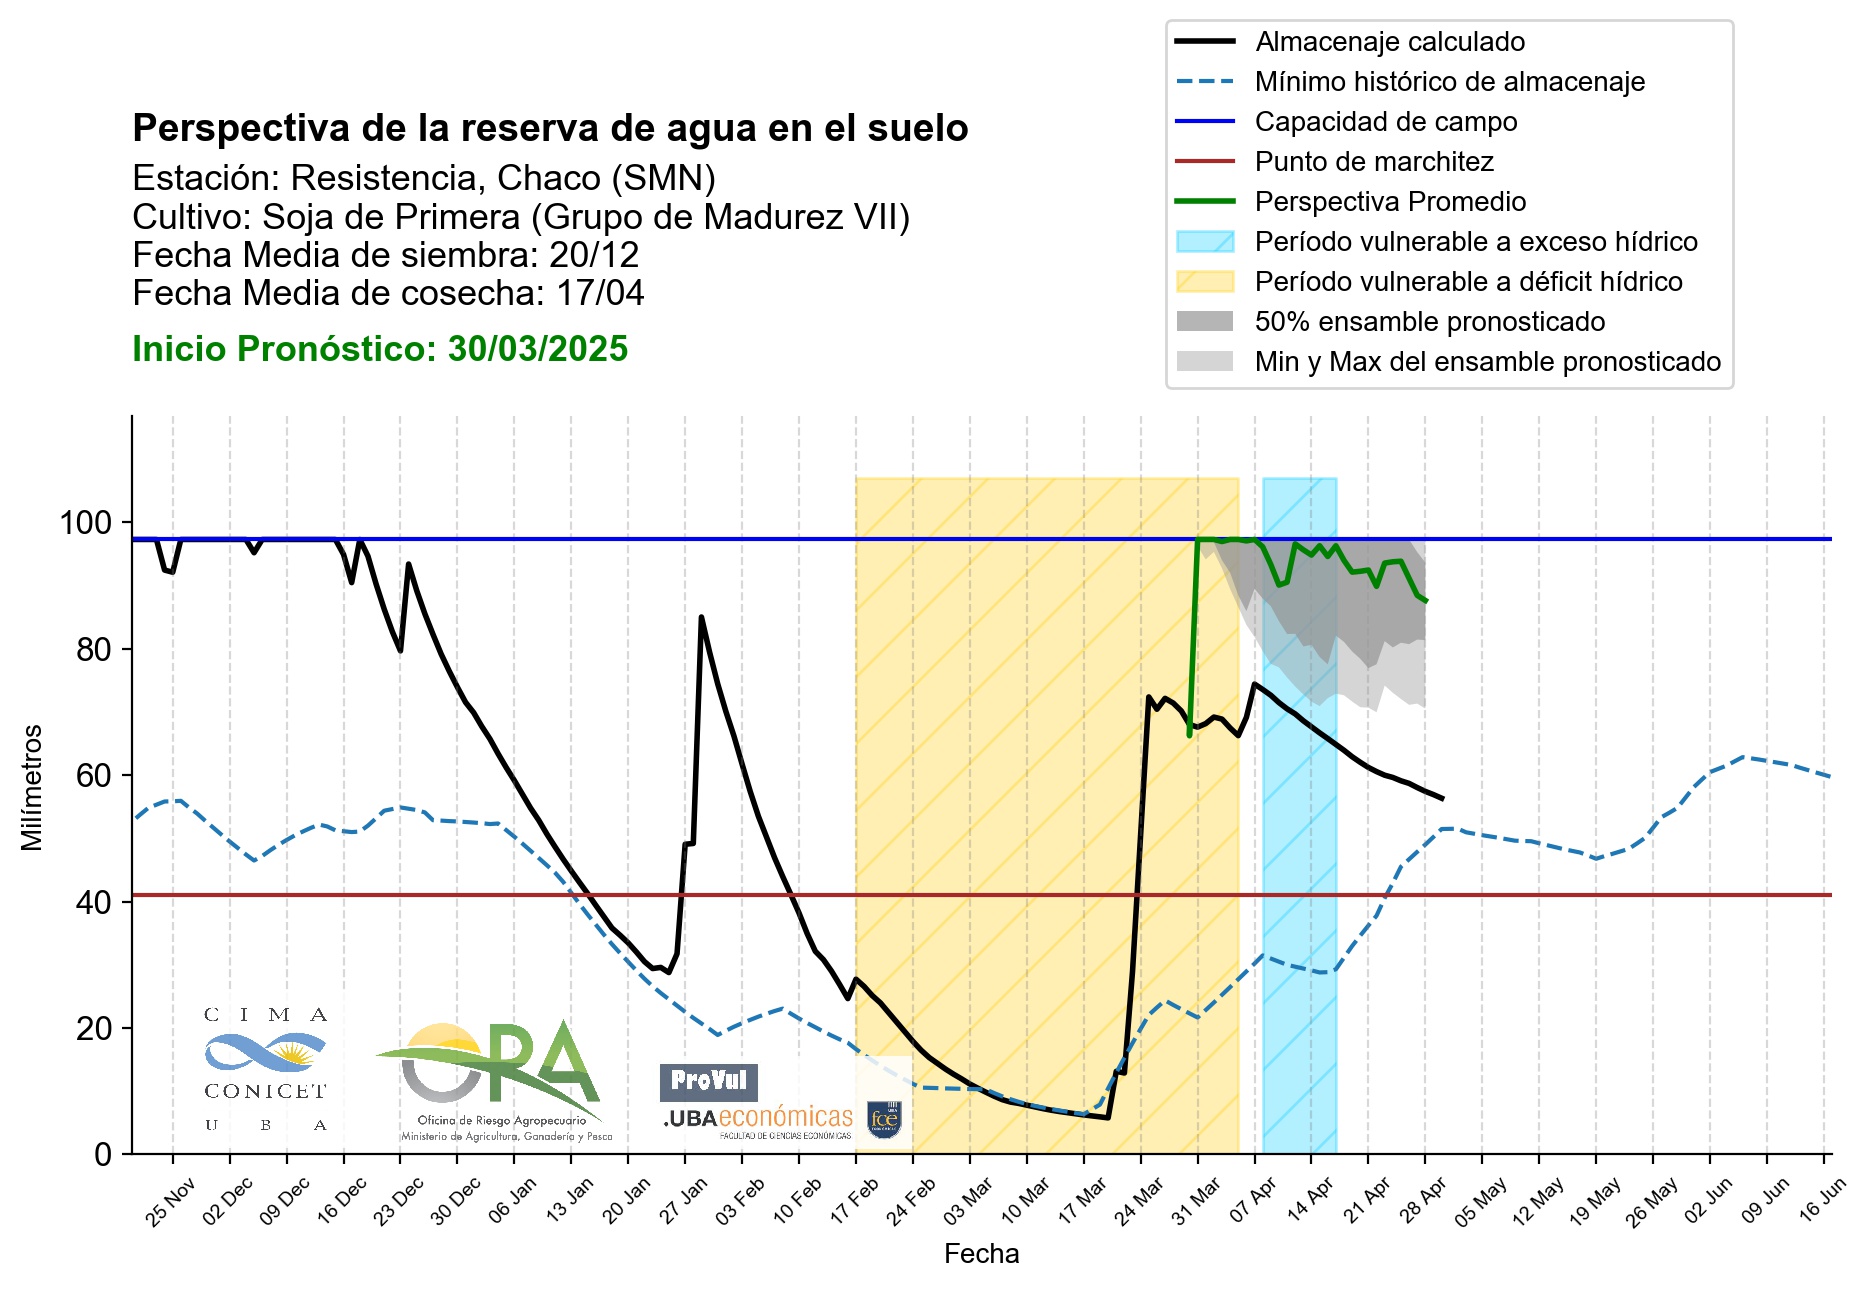 Almacenaje calculado
Mínimo histórico de almacenaje
Capacidad de campo
Punto de marchitez
Perspectiva Promedio
Período vulnerable a exceso hídrico
Período vulnerable a déficit hídrico
50% ensamble pronosticado
Min y Max del ensamble pronosticado
Perspectiva de la reserva de agua en el suelo
Estación: Resistencia, Chaco (SMN)
Cultivo: Soja de Primera (Grupo de Madurez VII)
Fecha Media de siembra: 20/12
Fecha Media de cosecha: 17/04
Inicio Pronóstico: 30/03/2025
100
80
60
40
20
0
Milímetros
CIMA
CONICET
UBA
ORA
Oficina de Riesgo Agropecuario
Ministerio de Agricultura, Ganadería y Pesca
ProVul
.UBAeconómicas
FACULTAD DE CIENCIAS ECONÓMICAS
UBA
fce
25 Nov
02 Dec
09 Dec
16 Dec
23 Dec
30 Dec
06 Jan
13 Jan
20 Jan
27 Jan
03 Feb
10 Feb
17 Feb
24 Feb
03 Mar
10 Mar
17 Mar
24 Mar
31 Mar
07 Apr
14 Apr
21 Apr
28 Apr
05 May
12 May
19 May
26 May
02 Jun
09 Jun
16 Jun
Fecha